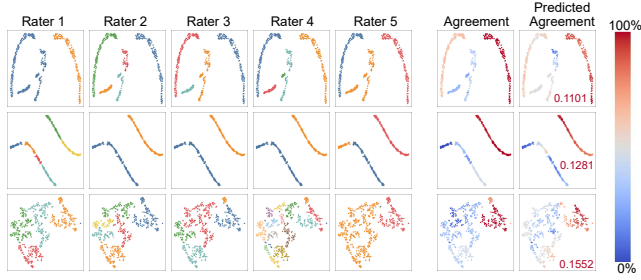 Rater 1 Rater 2 Rater 3 Rater 4 Rater 5 Agreement Predicted Agreement 100%
0.1101
0.1281
0.1552
0%